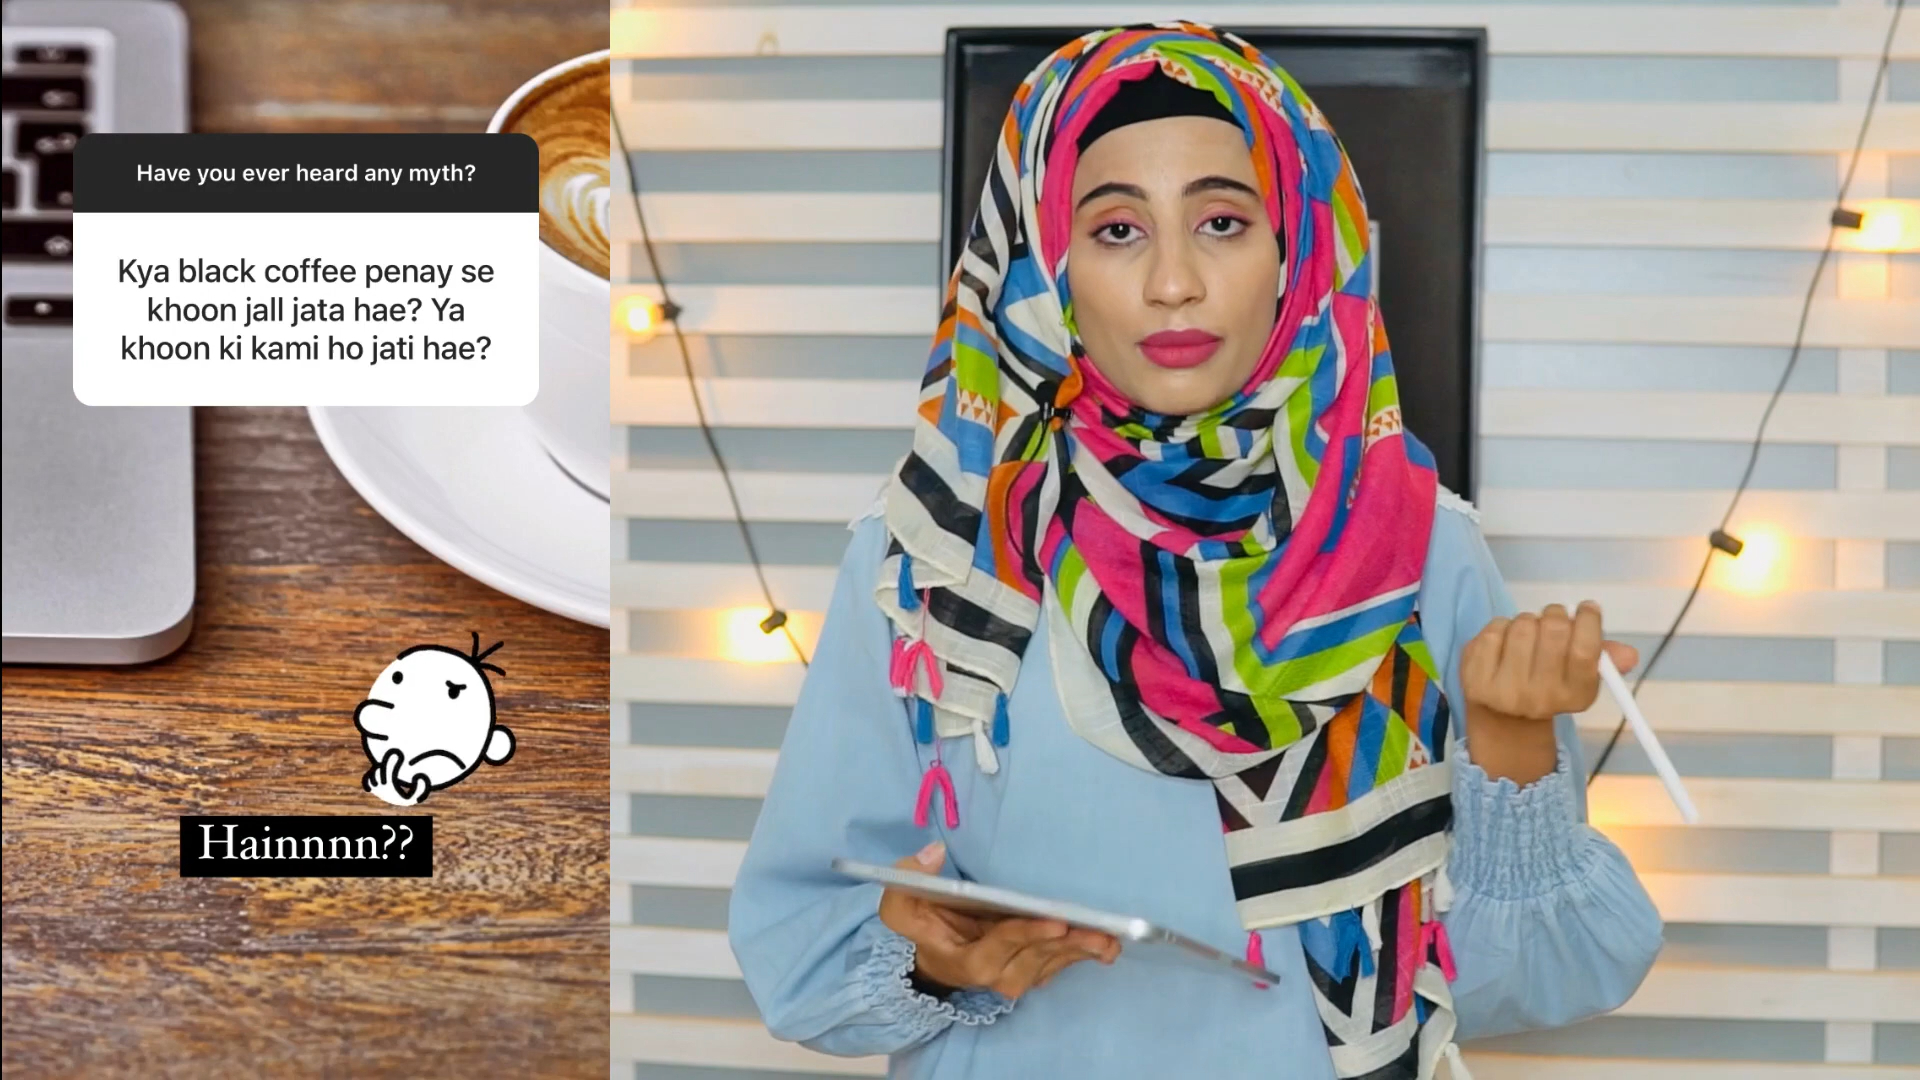 Have you ever heard any myth?
Kya black coffee penay se
khoon jall jata hae? Ya
khoon ki kami ho jati hae?
Hainnnn??